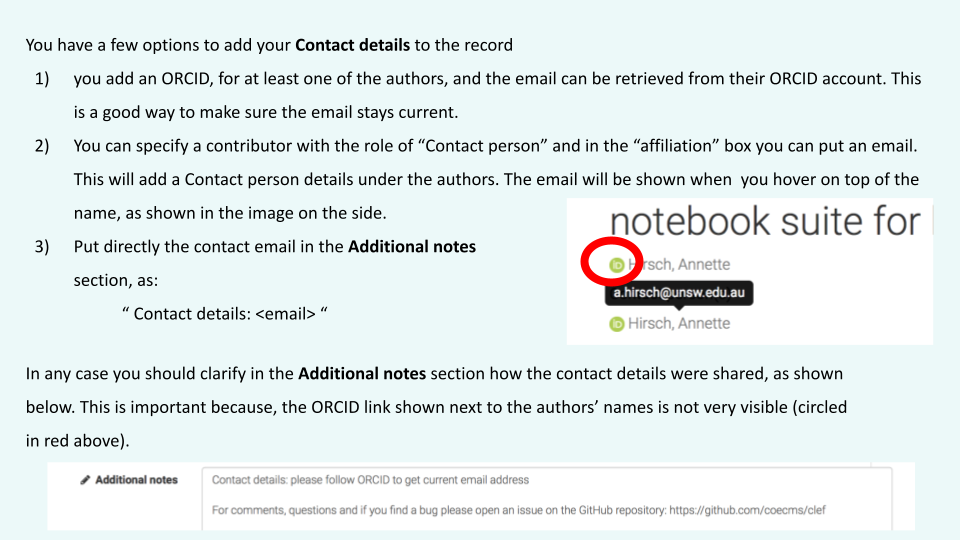 You have a few options to add your Contact details to the record
1) you add an ORCID, for at least one of the authors, and the email can be retrieved from their ORCID account. This
is a good way to make sure the email stays current.
2) You can specify a contributor with the role of “Contact person” and in the “affiliation” box you can put an email.
This will add a Contact person details under the authors. The email will be shown when you hover on top of the
name, as shown in the image on the side.
3) Put directly the contact email in the Additional notes
section, as:
“ Contact details: <email> “
notebook suite for
iD Hirsch, Annette
a.hirsch@unsw.edu.au
iD Hirsch, Annette
In any case you should clarify in the Additional notes section how the contact details were shared, as shown
below. This is important because, the ORCID link shown next to the authors’ names is not very visible (circled
in red above).
Additional notes
Contact details: please follow ORCID to get current email address
For comments, questions and if you find a bug please open an issue on the GitHub repository: https://github.com/coecms/clef